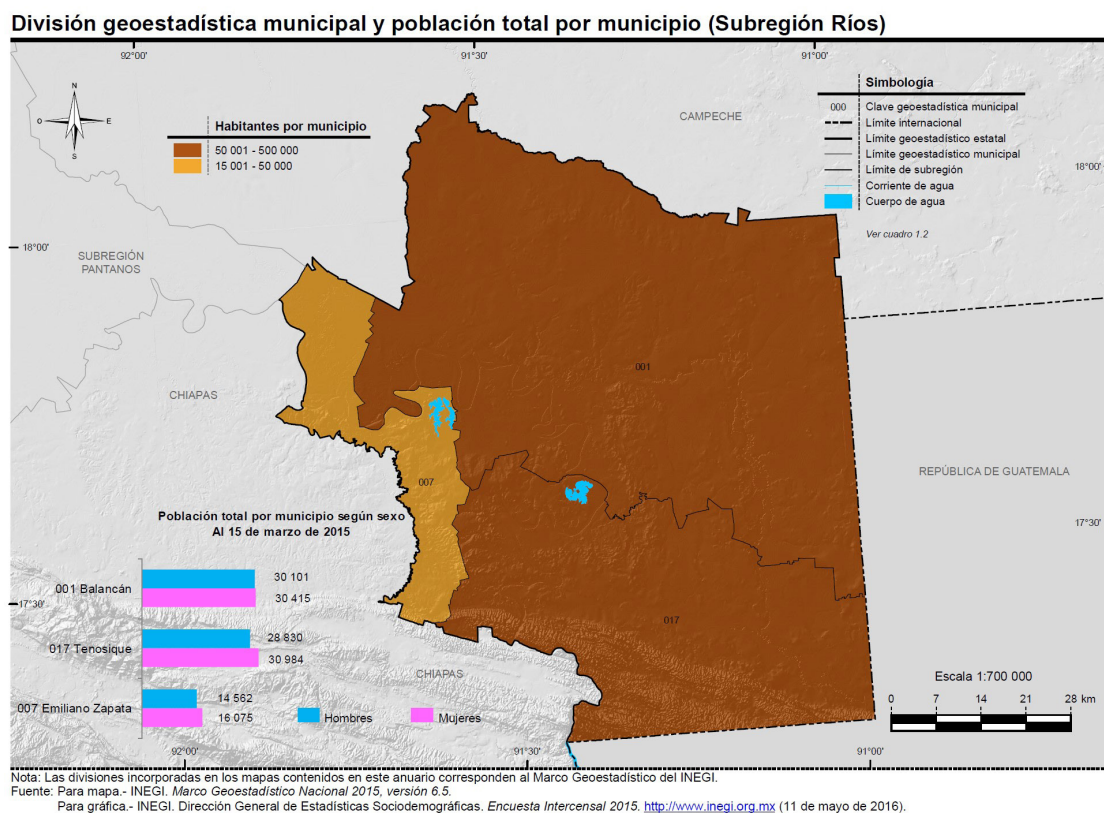 División geoestadística municipal y población total por municipio (Subregión Ríos)
92°00'
91°30'
91°00'
N
O
E
S
Habitantes por municipio
50 001 - 500 000
15 001 - 50 000
Simbología
000 Clave geoestadística municipal
Límite internacional
Límite geoestadístico estatal
Límite geoestadístico municipal
Límite de subregión
Corriente de agua
Cuerpo de agua
Ver cuadro 1.2
CAMPECHE
18°00'
18°00'
SUBREGIÓN
PANTANOS
CHIAPAS
001
REPÚBLICA DE GUATEMALA
007
17°30'
Población total por municipio según sexo
Al 15 de marzo de 2015
001 Balancán
30 101
30 415
17°30'
017 Tenosique
28 830
30 984
017
CHIAPAS
007 Emiliano Zapata
14 562
16 075
Hombres
Mujeres
Escala 1:700 000
0 7 14 21 28 km
92°00'
91°30'
91°00'
Nota: Las divisiones incorporadas en los mapas contenidos en este anuario corresponden al Marco Geoestadístico del INEGI.
Fuente: Para mapa.- INEGI. Marco Geoestadístico Nacional 2015, versión 6.5.
Para gráfica.- INEGI. Dirección General de Estadísticas Sociodemográficas. Encuesta Intercensal 2015. http://www.inegi.org.mx (11 de mayo de 2016).